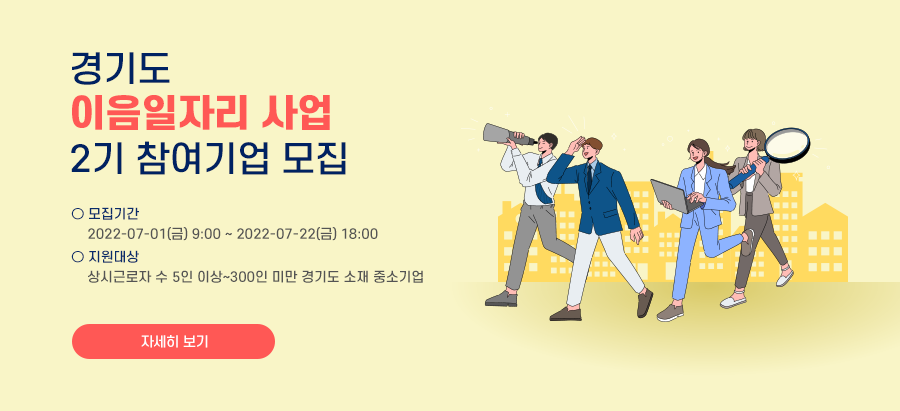 경기도
이음일자리 사업
2기 참여기업 모집
○ 모집기간
2022-07-01(금) 9:00 ~ 2022-07-22(금) 18:00
○ 지원대상
상시근로자 수 5인 이상~300인 미만 경기도 소재 중소기업
자세히 보기